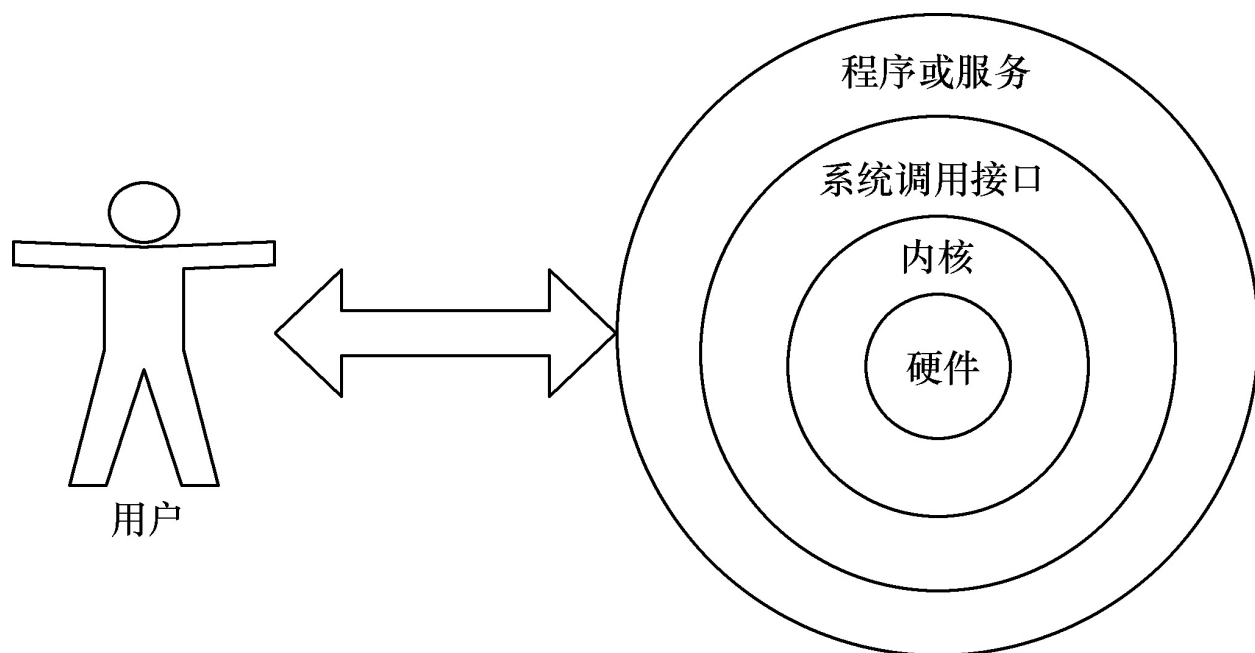 程序或服务
系统调用接口
内核
硬件
用户